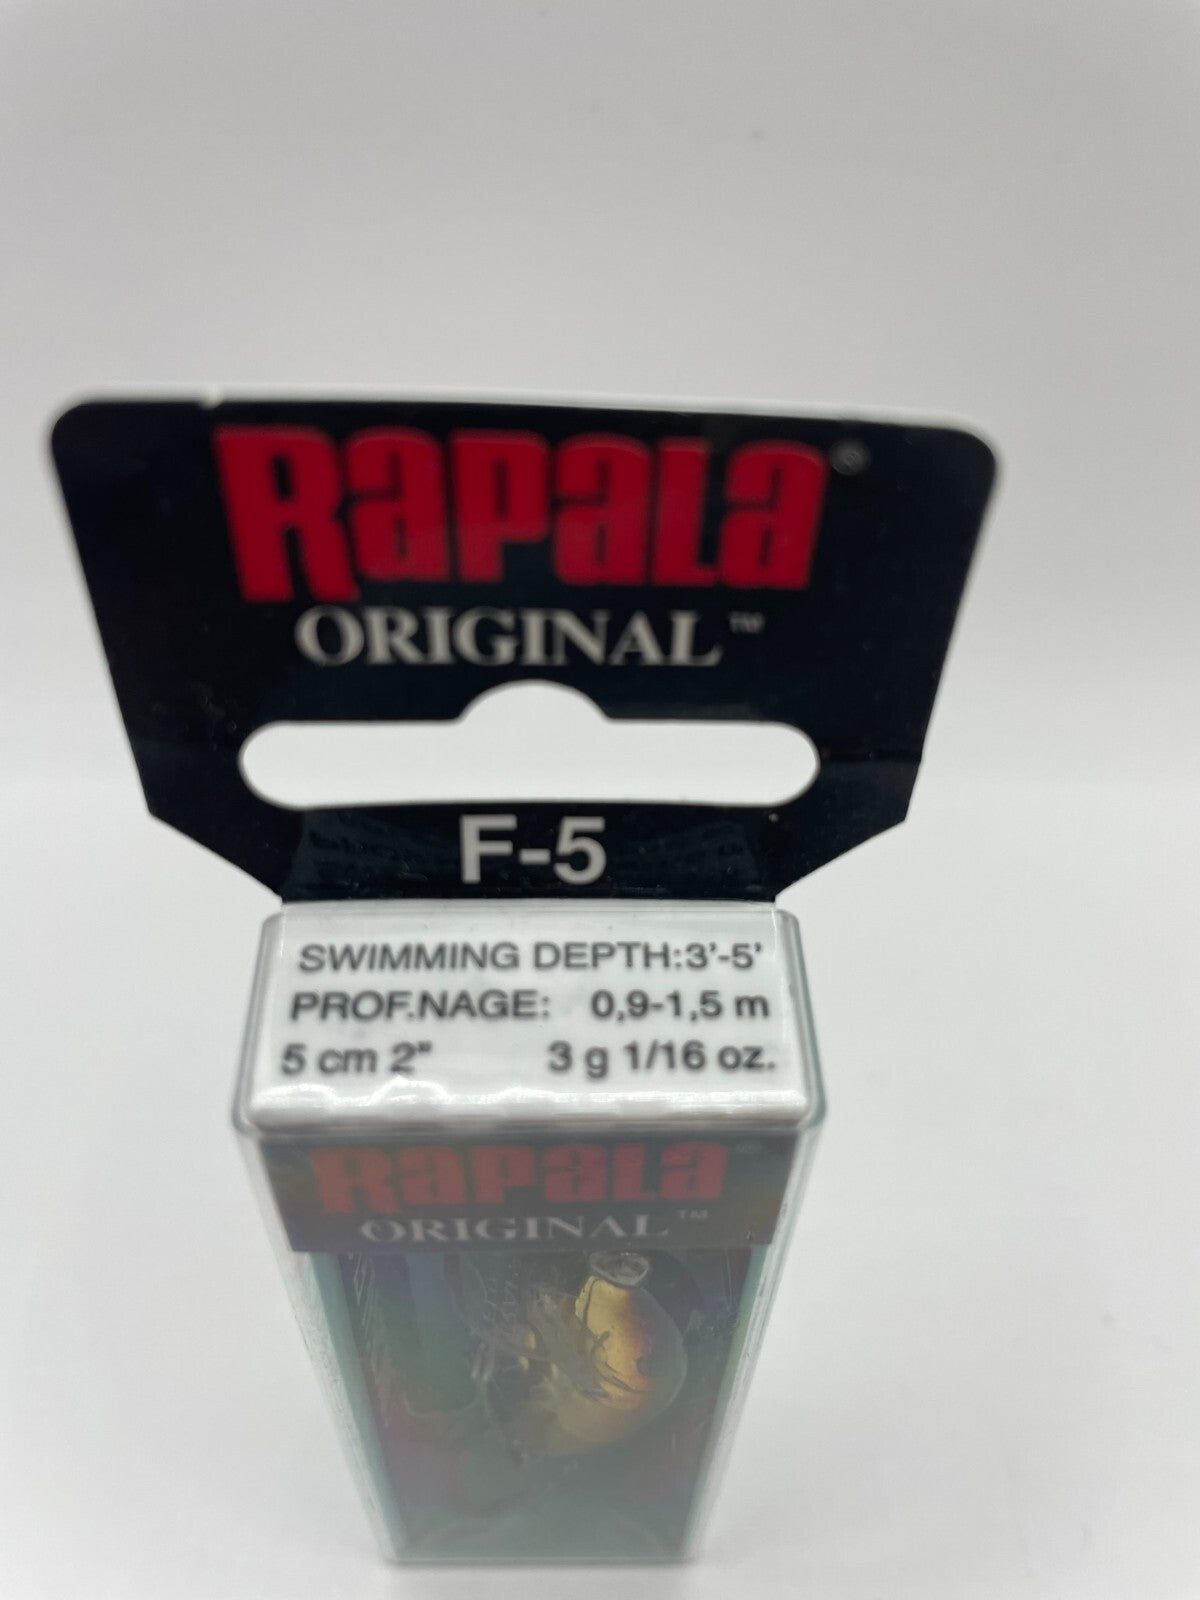 RAPALA®
ORIGINAL™
F-5
SWIMMING DEPTH:3'-5'
PROF.NAGE: 0,9-1,5 m
5 cm 2" 3 g 1/16 oz.
RAPALA®
ORIGINAL™